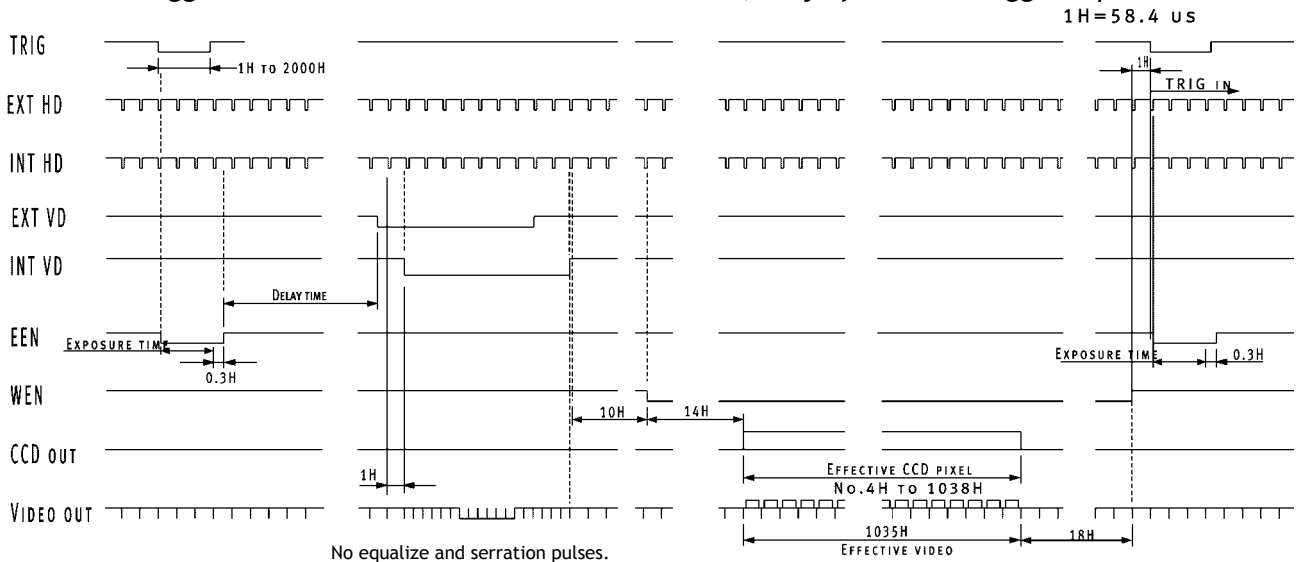 1H=58.4 us
TRIG
1H TO 2000H
1H
TRIG IN
EXT HD
INT HD
EXT VD
INT VD
DELAY TIME
EEN
EXPOSURE TIME
0.3H
EXPOSURE TIME
0.3H
WEN
10H
14H
CCD OUT
1H
EFFECTIVE CCD PIXEL
NO.4H TO 1038H
VIDEO OUT
1035H
18H
EFFECTIVE VIDEO
No equalize and serration pulses.